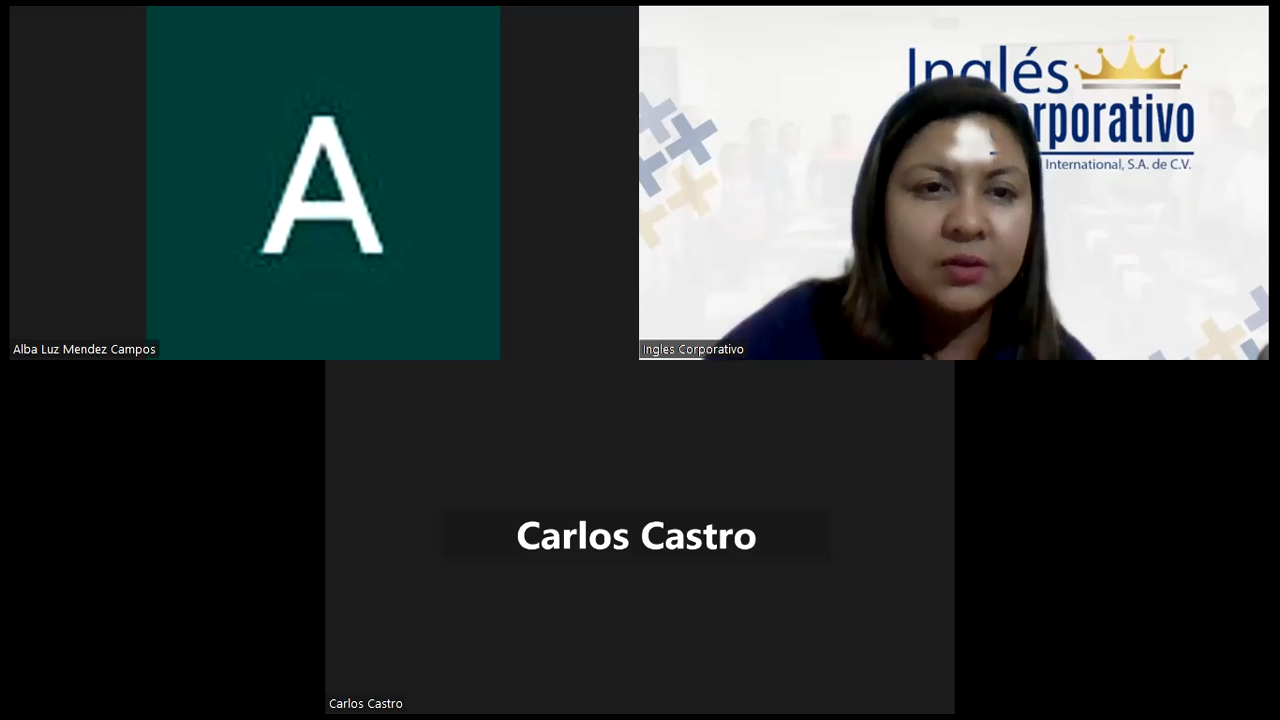 A
Alba Luz Mendez Campos
Inglés
rporativo
International, S.A. de C.V.
Ingles Corporativo
Carlos Castro
Carlos Castro